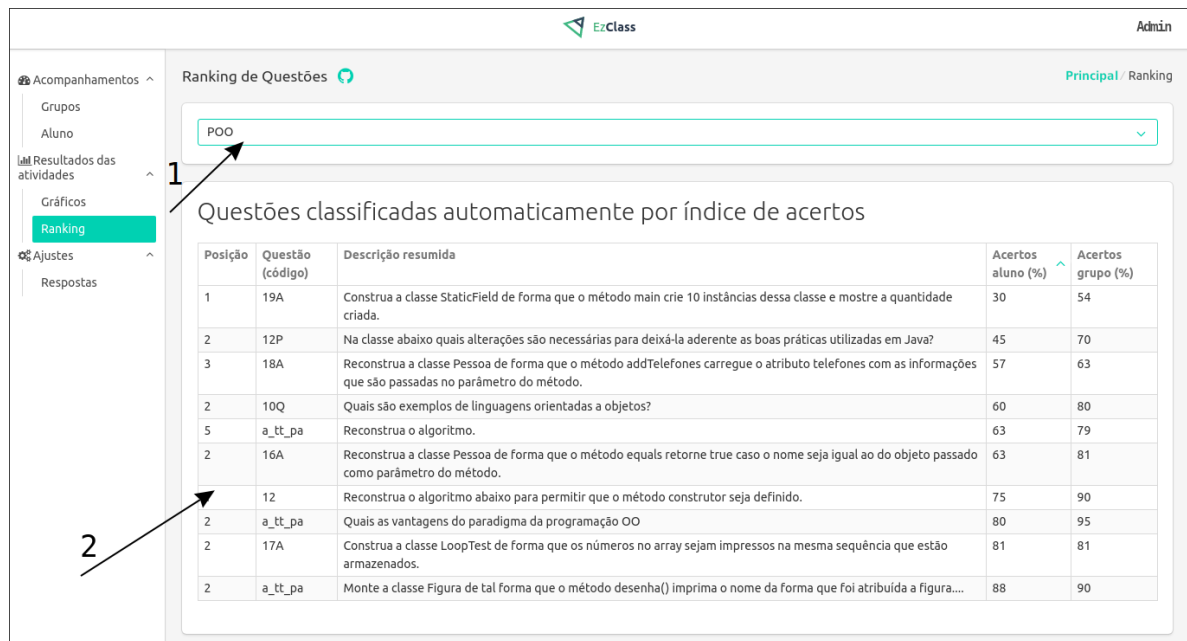 EzClass
Admin
Acompanhamentos
Grupos
Aluno
Resultados das
atividades
Gráficos
Ranking
Ajustes
Respostas
Ranking de Questões
Principal / Ranking
POO
1
Questões classificadas automaticamente por índice de acertos
Posição Questão (código) Descrição resumida Acertos aluno (%) Acertos grupo (%)
1 19A Construa a classe StaticField de forma que o método main crie 10 instâncias dessa classe e mostre a quantidade 30 54
criada.
2 12P Na classe abaixo quais alterações são necessárias para deixá-la aderente as boas práticas utilizadas em Java? 45 70
3 18A Reconstrua a classe Pessoa de forma que o método addTelefones carregue o atributo telefones com as informações 57 63
que são passadas no parâmetro do método.
2 10Q Quais são exemplos de linguagens orientadas a objetos? 60 80
5 a_tt_pa Reconstrua o algoritmo. 63 79
2 16A Reconstrua a classe Pessoa de forma que o método equals retorne true caso o nome seja igual ao do objeto passado 63 81
como parâmetro do método.
12 Reconstrua o algoritmo abaixo para permitir que o método construtor seja definido. 75 90
2 a_tt_pa Quais as vantagens do paradigma da programação OO 80 95
2 17A Construa a classe LoopTest de forma que os números no array sejam impressos na mesma sequência que estão 81 81
armazenados.
2 a_tt_pa Monte a classe Figura de tal forma que o método desenha() imprima o nome da forma que foi atribuída a figura.... 88 90
2